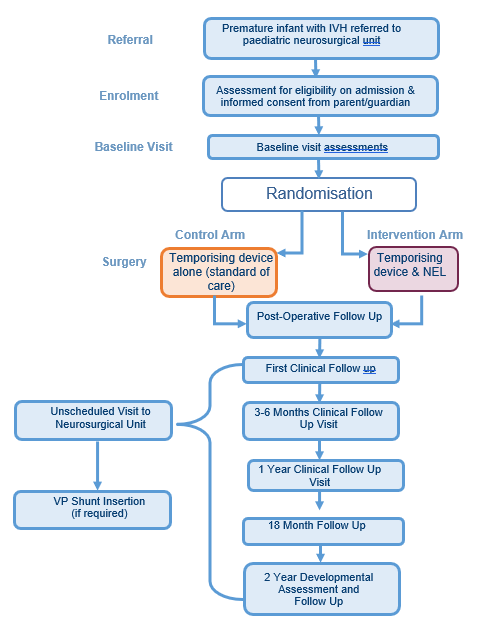 Referral
Premature infant with IVH referred to
paediatric neurosurgical unit
Enrolment
Assessment for eligibility on admission &
informed consent from parent/guardian
Baseline Visit
Baseline visit assessments
Randomisation
Control Arm
Intervention Arm
Surgery
Temporising device
alone (standard of
care)
Temporising
device & NEL
Post-Operative Follow Up
First Clinical Follow up
Unscheduled Visit to
Neurosurgical Unit
3-6 Months Clinical Follow
Up Visit
1 Year Clinical Follow Up
Visit
VP Shunt Insertion
(if required)
18 Month Follow Up
2 Year Developmental
Assessment and
Follow Up